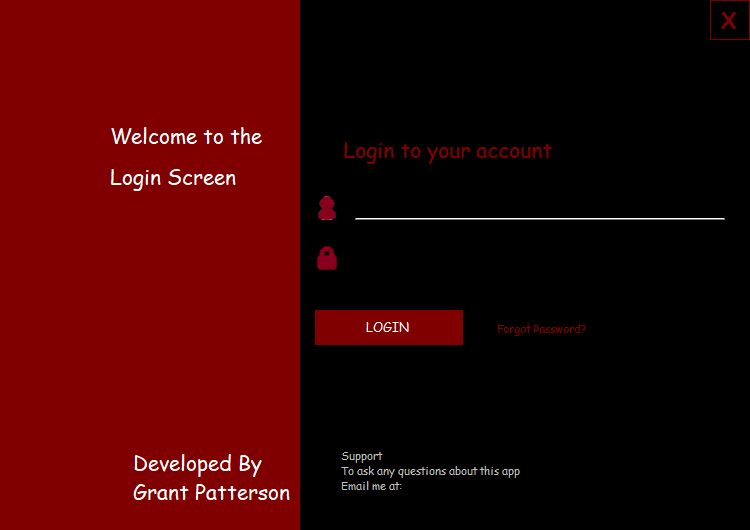 X
Welcome to the
Login Screen
Login to your account
LOGIN
Forgot Password?
Developed By
Grant Patterson
Support
To ask any questions about this app
Email me at: